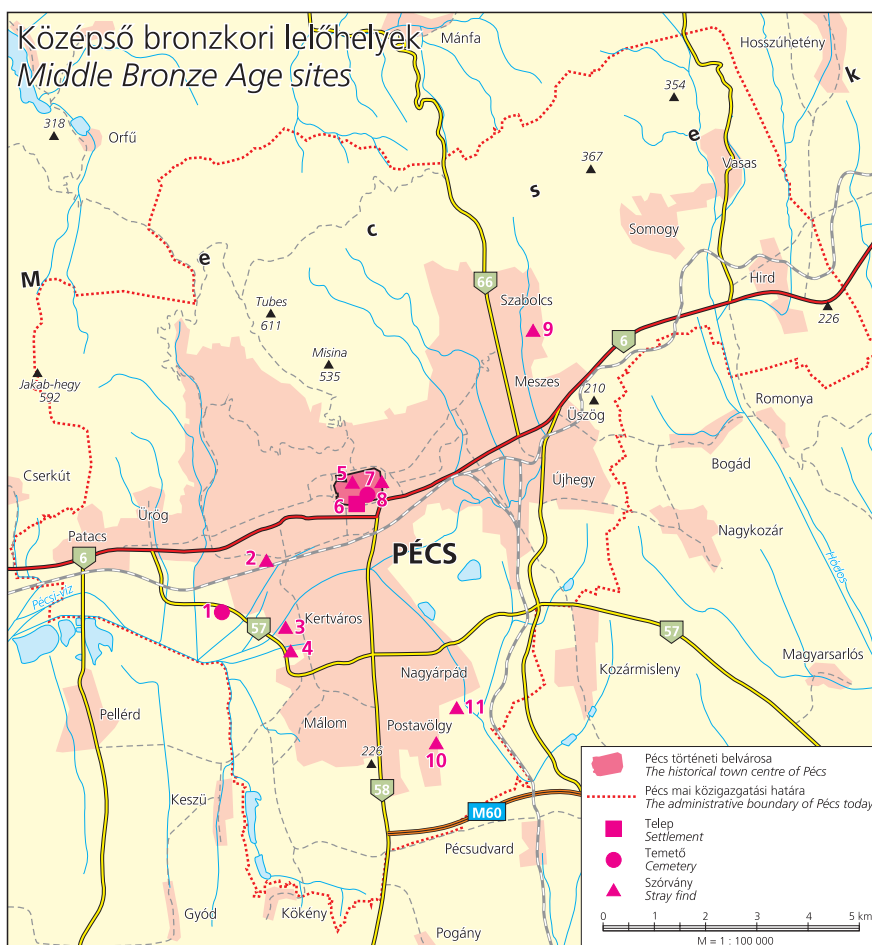 Középső bronzkori lelőhelyek
Middle Bronze Age sites
Mánfa
Hosszúhetény
354
k
318
Orfű
e
Vasas
367
s
Somogy
c
e
M
Hird
66
Szabolcs
Tubes
611
226
9
6
Misina
535
Meszes
Jakab-hegy
592
210
Üszög
Romonya
Cserkút
5
7
Bogád
Újhegy
6
8
Ürög
Patacs
Nagykozár
6
2
PÉCS
Hódos
Pécsi-víz
1
57
3
Kertváros
57
4
Magyarsarlós
Nagyárpád
Kozármisleny
Pellérd
11
Málom
Postavölgy
10
226
58
Keszü
M60
Pécsudvard
Gyód
Kökény
Pogány
Pécs történeti belvárosa
The historical town centre of Pécs
Pécs mai közigazgatási határa
The administrative boundary of Pécs today
Telep
Settlement
Temető
Cemetery
Szórvány
Stray find
0 1 2 3 4 5 km
M = 1 : 100 000